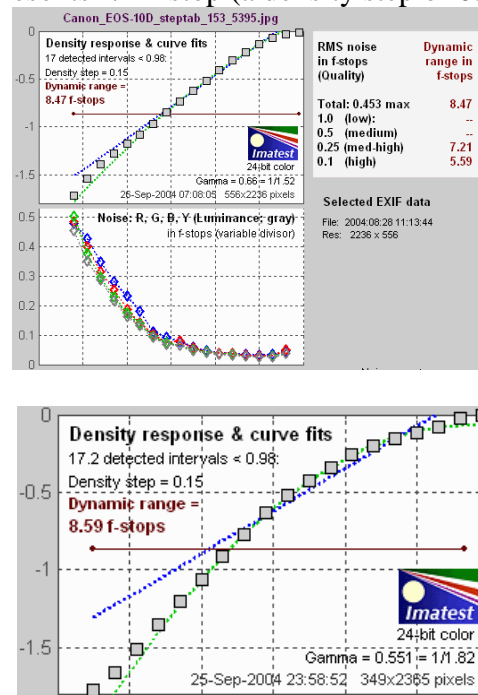 Canon_EOS-10D_steptab_153_5395.jpg
Density response & curve fits
17 detected intervals < 0.98:
Density step = 0.15
Dynamic range =
8.47 f-stops
-0.5
-1
-1.5
Imatest
24-bit color
Gamma = 0.66 = 1/1.52
26-Sep-2004 07:08:05 556x2236 pixels
RMS noise
in f-stops
(Quality)
Dynamic
range in
f-stops
Total: 0.453 max 8.47
1.0 (low): --
0.5 (medium) --
0.25 (med-high) 7.21
0.1 (high) 5.59
Selected EXIF data
File: 2004:08:28 11:13:44
Res: 2236 x 556
0.5
0.4
0.3
0.2
0.1
0
Noise: R, G, B, Y (Luminance; gray)
in f-stops (variable divisor)
0
-0.5
-1
-1.5
Density response & curve fits
17.2 detected intervals < 0.98:
Density step = 0.15
Dynamic range =
8.59 f-stops
Imatest
24-bit color
Gamma = 0.551 = 1/1.82
25-Sep-2004 23:58:52 349x2365 pixels